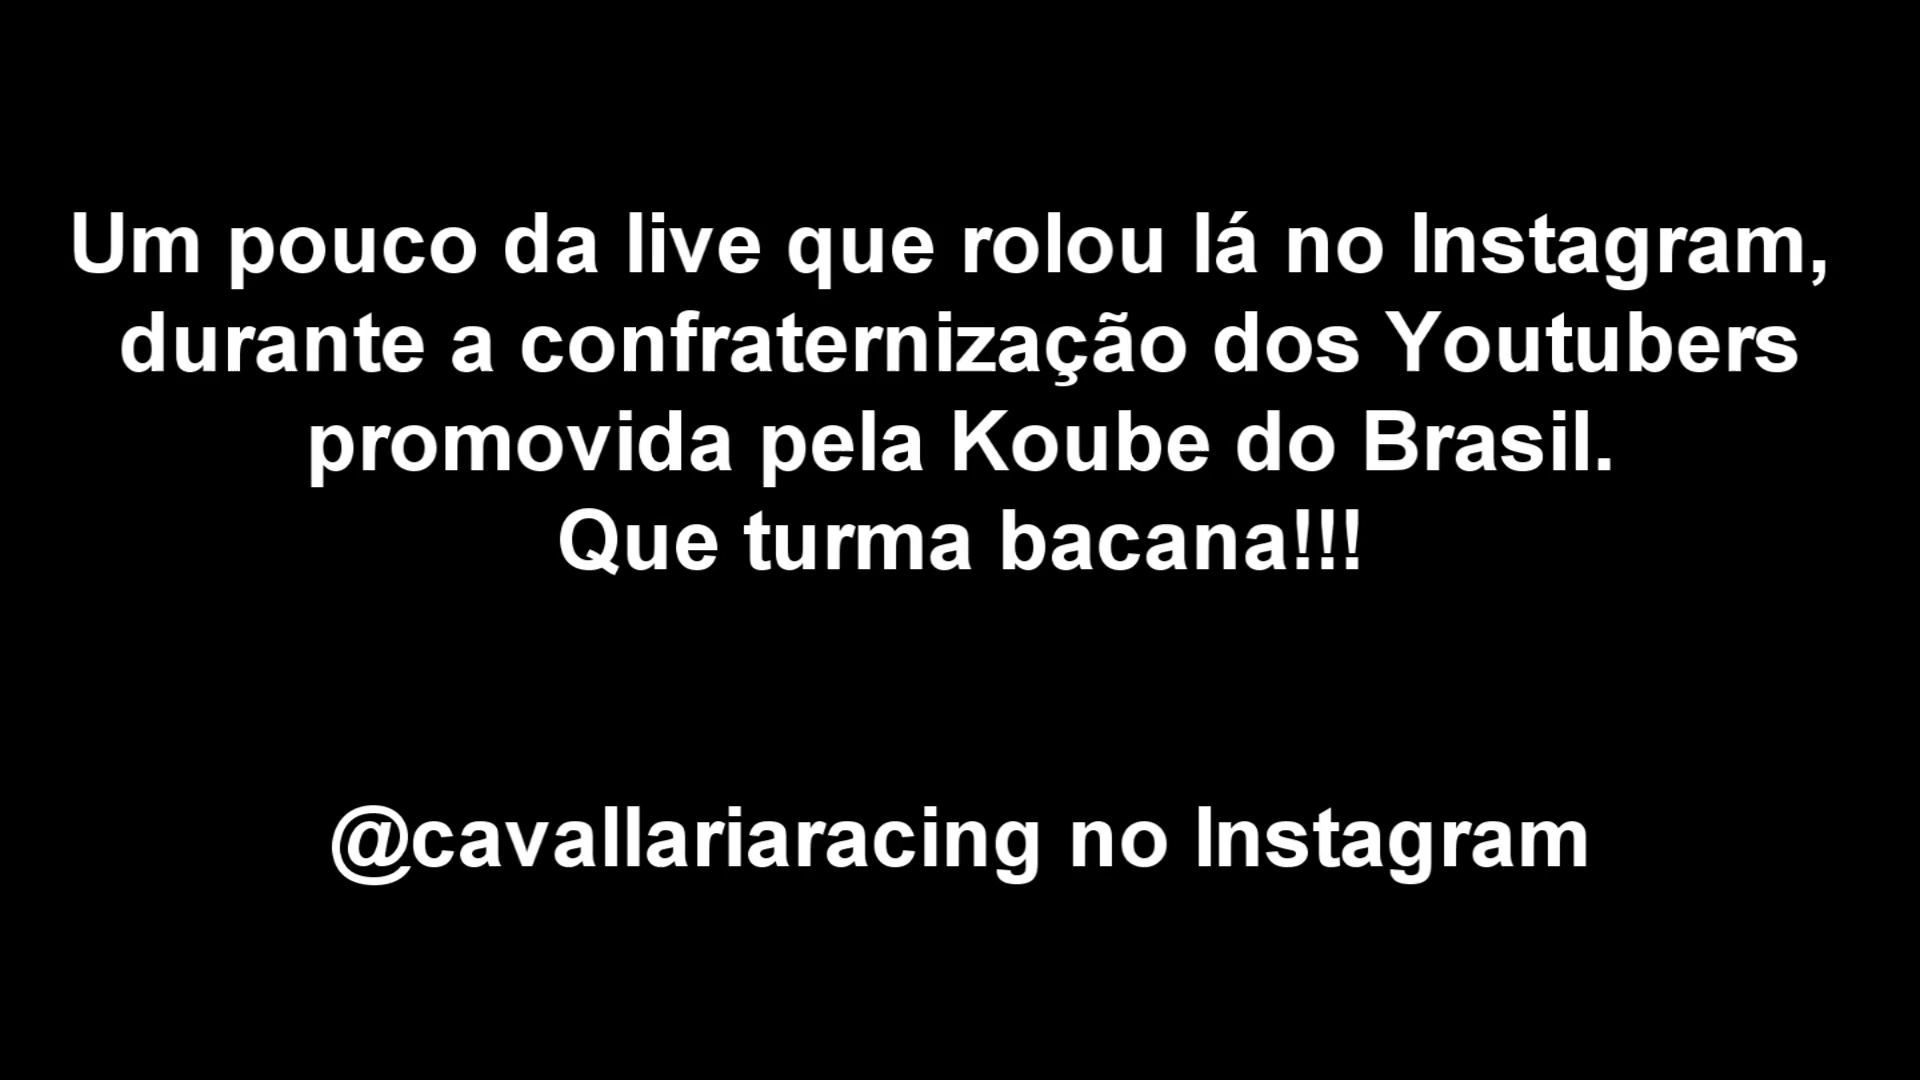 Um pouco da live que rolou lá no Instagram,
durante a confraternização dos Youtubers
promovida pela Koube do Brasil.
Que turma bacana!!!
@cavallariaracing no Instagram